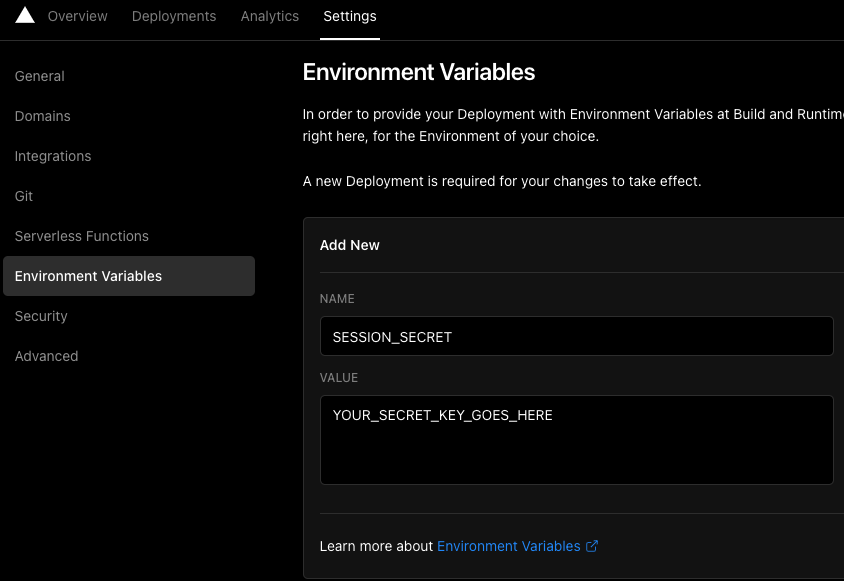 Overview Deployments Analytics Settings
General
Domains
Integrations
Git
Serverless Functions
Environment Variables
Security
Advanced
Environment Variables
In order to provide your Deployment with Environment Variables at Build and Runtime
right here, for the Environment of your choice.
A new Deployment is required for your changes to take effect.
Add New
NAME
SESSION_SECRET
VALUE
YOUR_SECRET_KEY_GOES_HERE
Learn more about Environment Variables